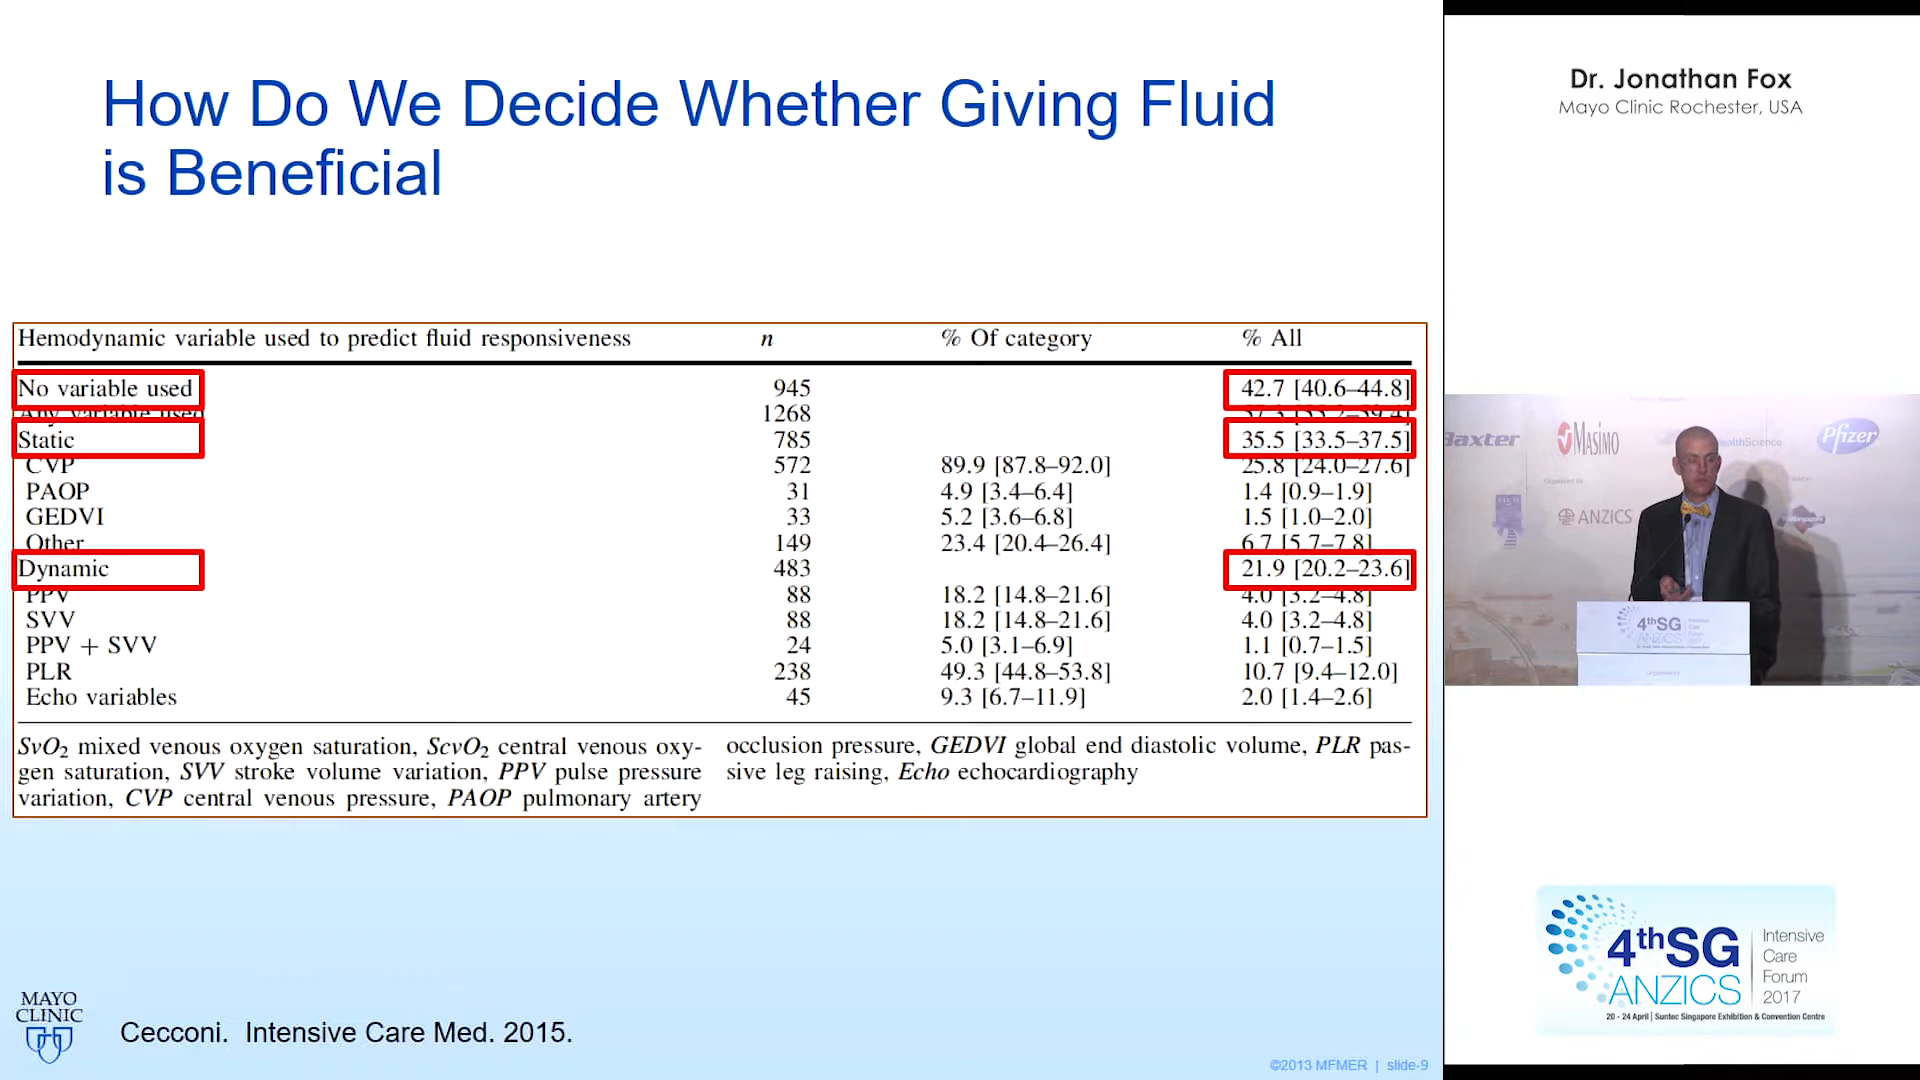 How Do We Decide Whether Giving Fluid
is Beneficial
Hemodynamic variable used to predict fluid responsiveness n % Of category % All
No variable used 945 42.7 [40.6–44.8]
Any variable used 1268 57.3 [55.2–59.4]
Static 785 35.5 [33.5–37.5]
CVP 572 89.9 [87.8–92.0] 25.8 [24.0–27.6]
PAOP 31 4.9 [3.4–6.4] 1.4 [0.9–1.9]
GEDVI 33 5.2 [3.6–6.8] 1.5 [1.0–2.0]
Other 149 23.4 [20.4–26.4] 6.7 [5.7–7.8]
Dynamic 483 21.9 [20.2–23.6]
PPV 88 18.2 [14.8–21.6] 4.0 [3.2–4.8]
SVV 88 18.2 [14.8–21.6] 4.0 [3.2–4.8]
PPV + SVV 24 5.0 [3.1–6.9] 1.1 [0.7–1.5]
PLR 238 49.3 [44.8–53.8] 10.7 [9.4–12.0]
Echo variables 45 9.3 [6.7–11.9] 2.0 [1.4–2.6]
SvO2 mixed venous oxygen saturation, ScvO2 central venous oxy-
gen saturation, SVV stroke volume variation, PPV pulse pressure
variation, CVP central venous pressure, PAOP pulmonary artery
occlusion pressure, GEDVI global end diastolic volume, PLR pas-
sive leg raising, Echo echocardiography
MAYO
CLINIC
Cecconi. Intensive Care Med. 2015.
©2013 MFMER | slide-9
Dr. Jonathan Fox
Mayo Clinic Rochester, USA
Baxter
Masimo
Pfizer
ANZICS
4thSG
ANZICS
4thSG
ANZICS
Intensive
Care
Forum
2017
20 - 24 April | Suntec Singapore Exhibition & Convention Centre